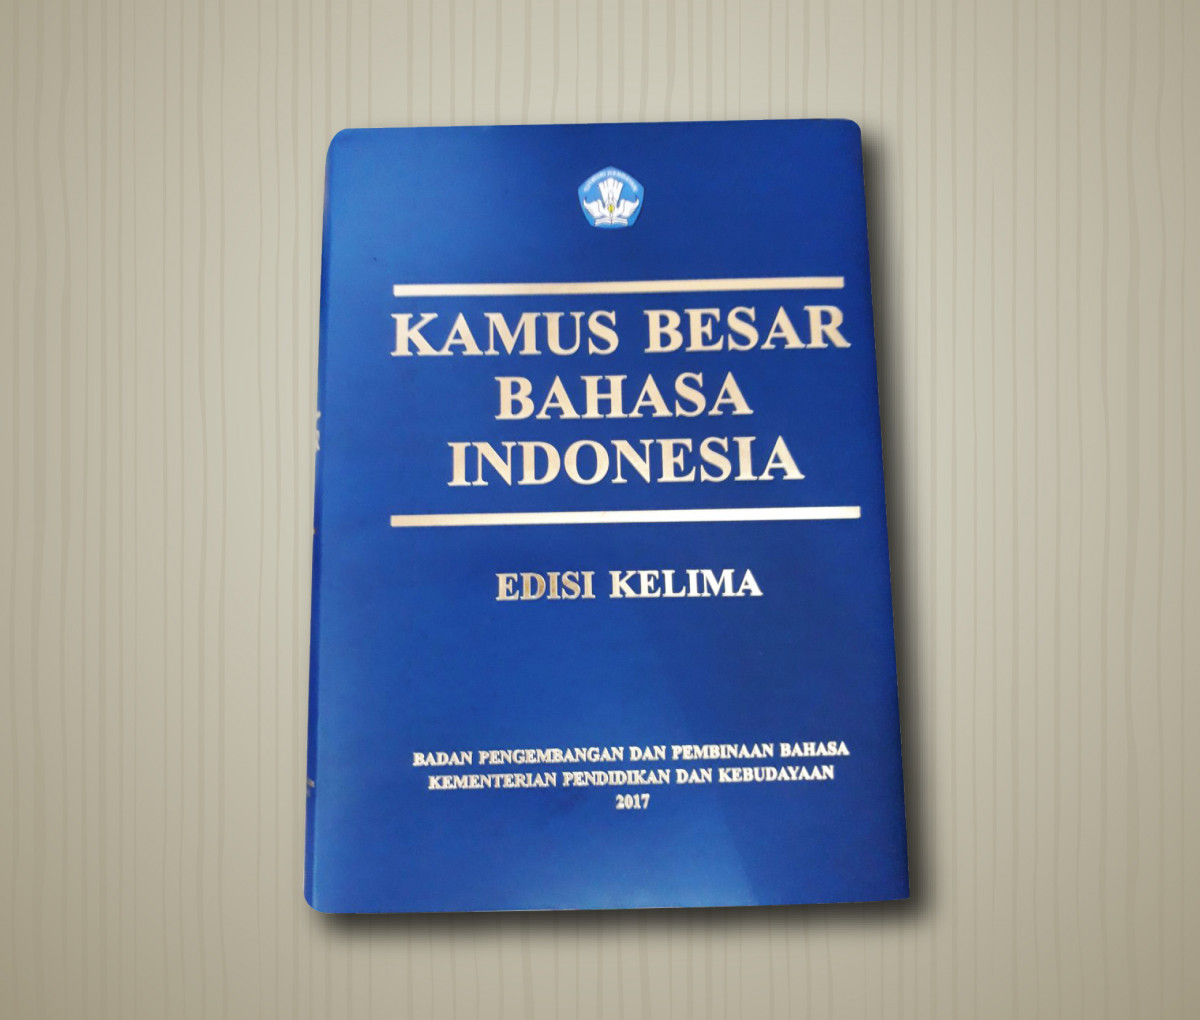 KAMUS BESAR
BAHASA
INDONESIA
EDISI KELIMA
BADAN PENGEMBANGAN DAN PEMBINAAN BAHASA
KEMENTERIAN PENDIDIKAN DAN KEBUDAYAAN
2017